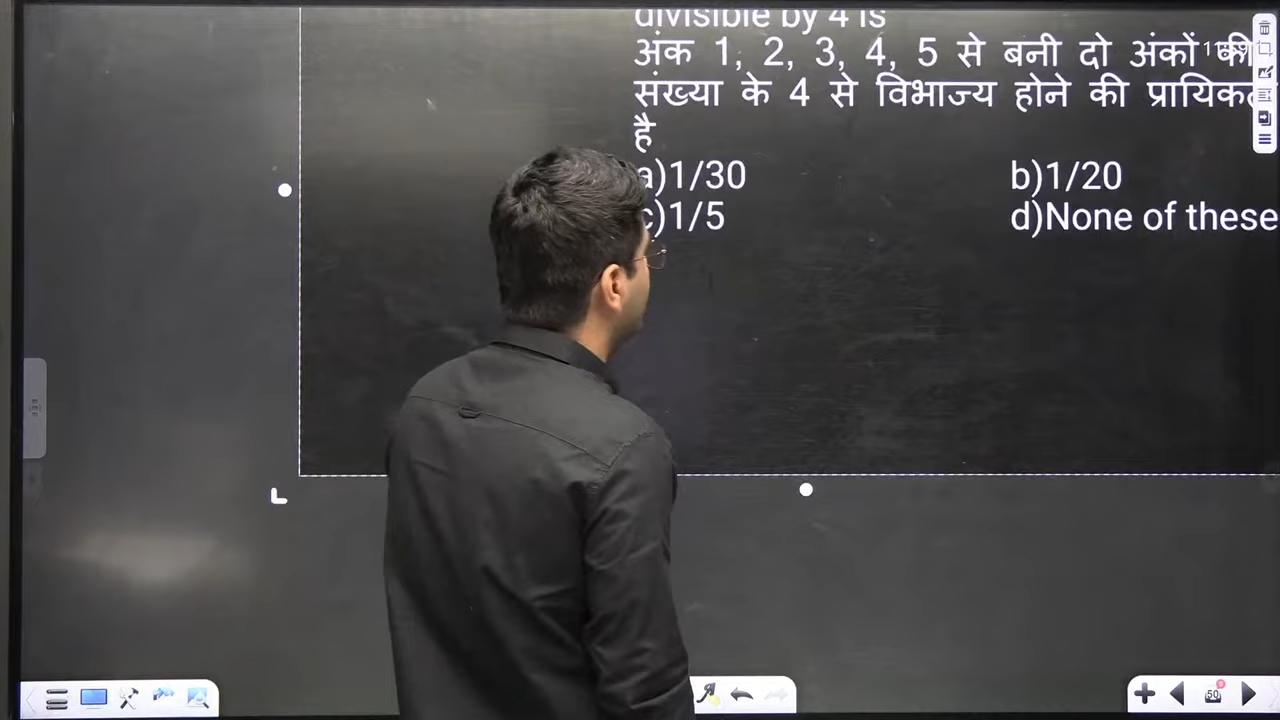 divisible by 4 is
अंक 1, 2, 3, 4, 5 से बनी दो अंकों की
संख्या के 4 से विभाज्य होने की
है
a)1/30 b)1/20
c)1/5 d)None of these
50